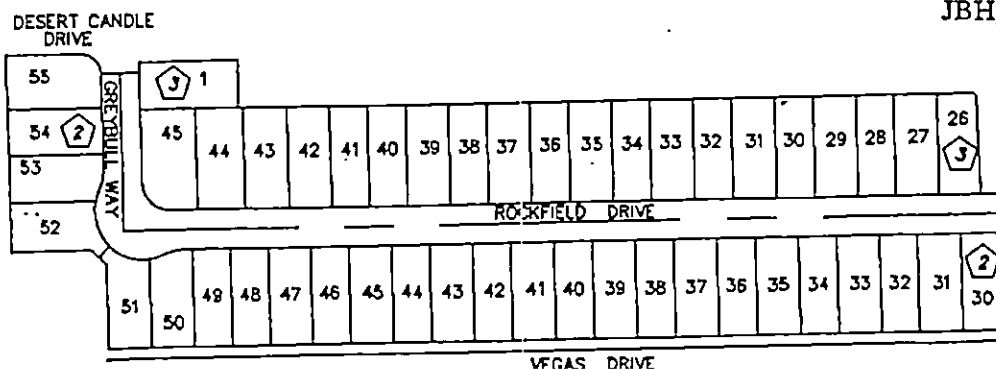 JBH
DESERT CANDLE
DRIVE
55
3 1
GREYBULL WAY
54 2
45
44 43 42 41 40 39 38 37 36 35 34 33 32 31 30 29 28 27 26
3
53
52
ROCKFIELD DRIVE
2
51 50 49 48 47 46 45 44 43 42 41 40 39 38 37 36 35 34 33 32 31 30
VEGAS DRIVE